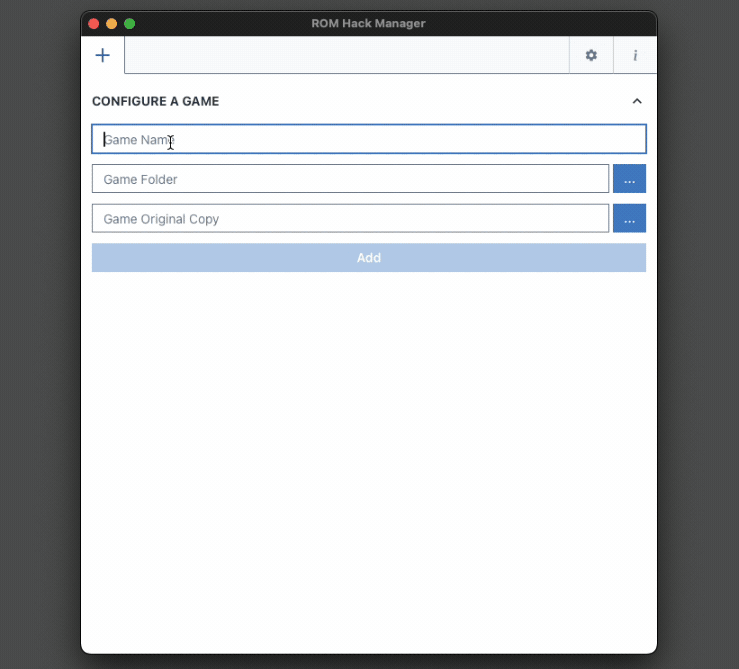 ROM Hack Manager
+
i
CONFIGURE A GAME
Game Name
Game Folder
...
Game Original Copy
...
Add